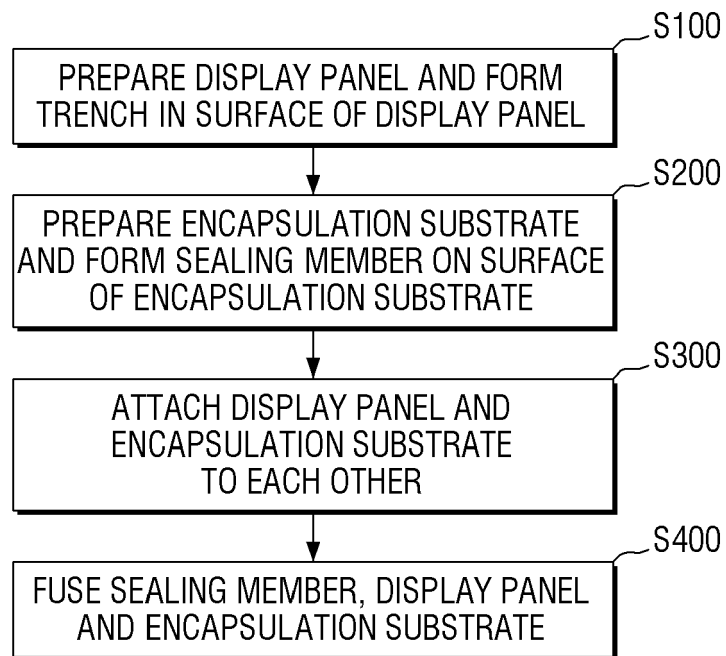 S100
PREPARE DISPLAY PANEL AND FORM
TRENCH IN SURFACE OF DISPLAY PANEL
S200
PREPARE ENCAPSULATION SUBSTRATE
AND FORM SEALING MEMBER ON SURFACE
OF ENCAPSULATION SUBSTRATE
S300
ATTACH DISPLAY PANEL AND
ENCAPSULATION SUBSTRATE
TO EACH OTHER
S400
FUSE SEALING MEMBER, DISPLAY PANEL
AND ENCAPSULATION SUBSTRATE